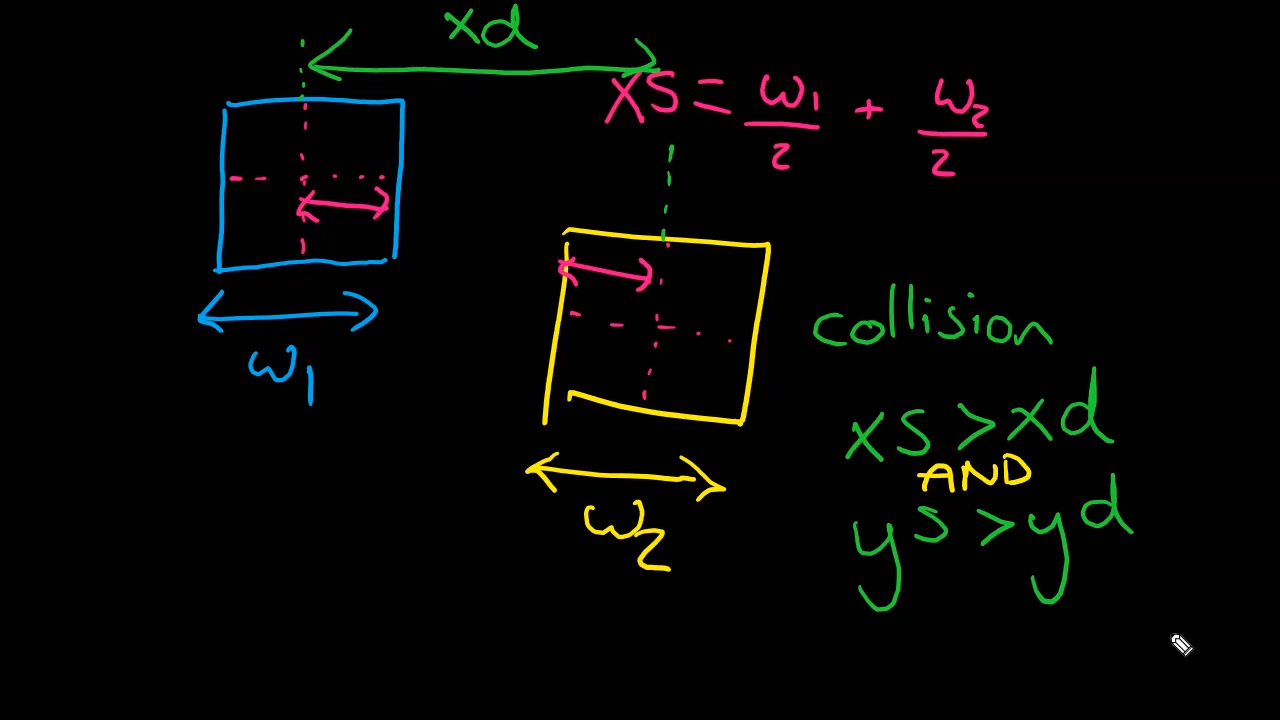 xd
XS = w1/2 + w2/2
w1
collision
xs > xd
AND
ys > yd
w2